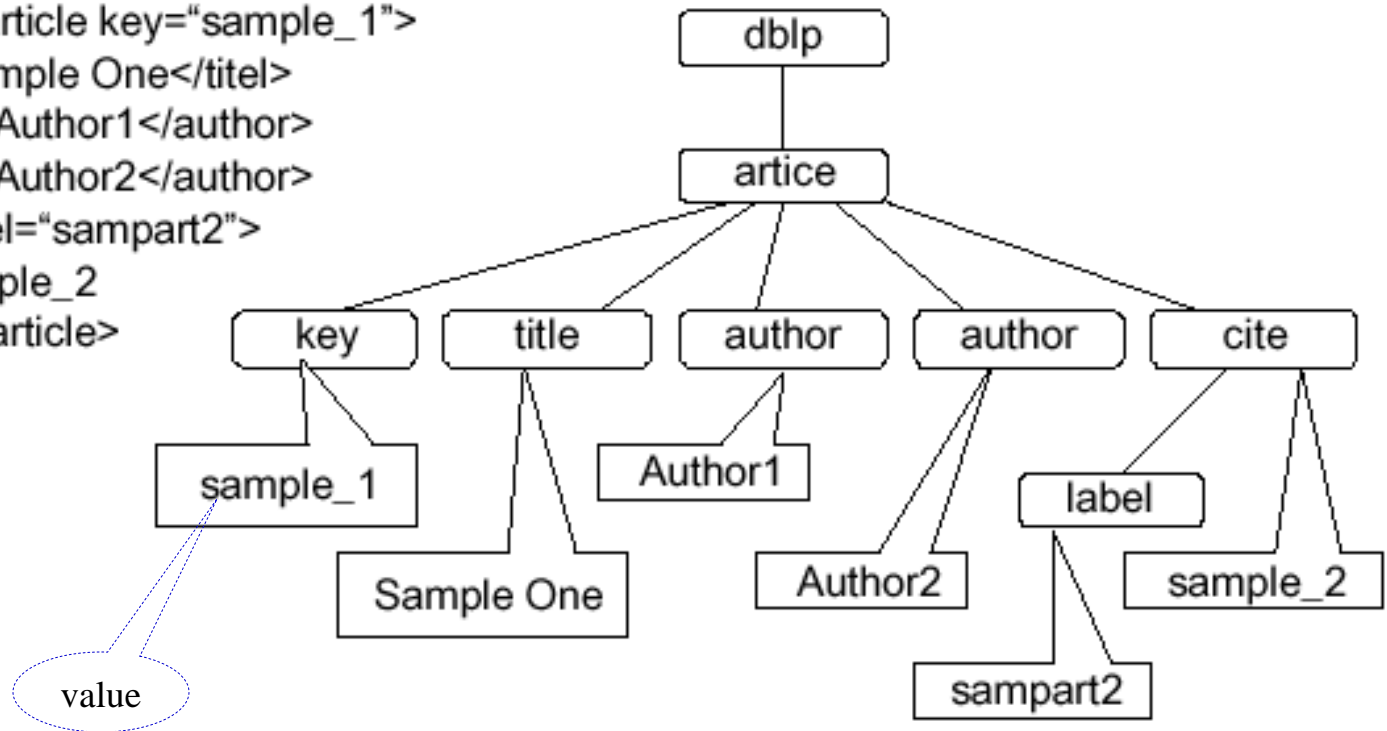 rticle key=“sample_1”>
mple One</titel>
Author1</author>
Author2</author>
el=“sampart2”>
ple_2
article>
dblp
artice
key
title
author
author
cite
sample_1
Author1
label
Sample One
Author2
sample_2
value
sampart2